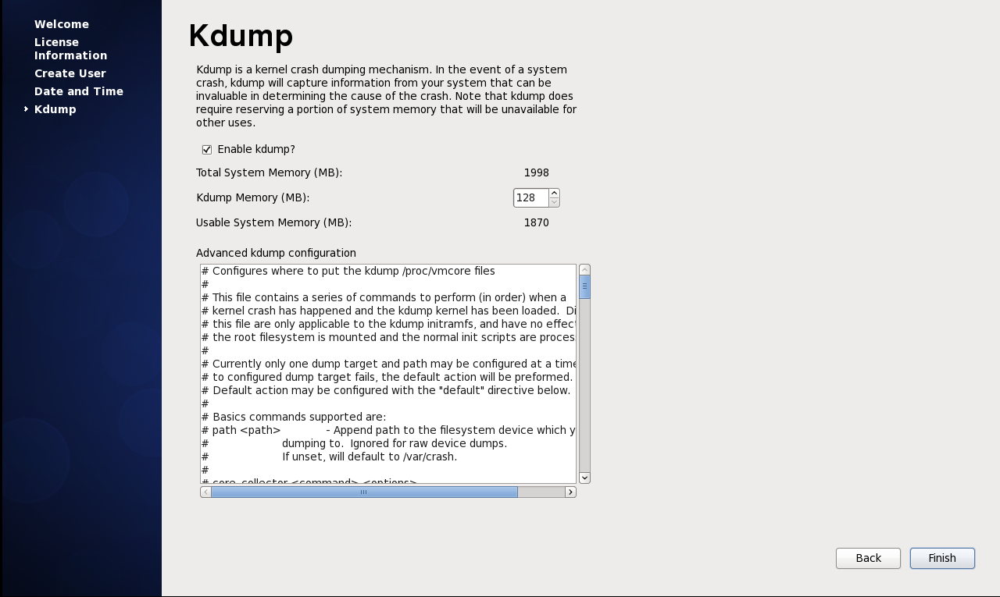 Welcome
License
Information
Create User
Date and Time
Kdump
Kdump
Kdump is a kernel crash dumping mechanism. In the event of a system
crash, kdump will capture information from your system that can be
invaluable in determining the cause of the crash. Note that kdump does
require reserving a portion of system memory that will be unavailable for
other uses.
Enable kdump?
Total System Memory (MB): 1998
Kdump Memory (MB): 128
Usable System Memory (MB): 1870
Advanced kdump configuration
# Configures where to put the kdump /proc/vmcore files
#
# This file contains a series of commands to perform (in order) when a
# kernel crash has happened and the kdump kernel has been loaded. Di
# this file are only applicable to the kdump initramfs, and have no effect
# the root filesystem is mounted and the normal init scripts are proces
#
# Currently only one dump target and path may be configured at a time
# to configured dump target fails, the default action will be preformed.
# Default action may be configured with the "default" directive below.
#
# Basics commands supported are:
# path <path> - Append path to the filesystem device which y
# dumping to. Ignored for raw device dumps.
# If unset, will default to /var/crash.
#
# core_collector <command> <options>
Back
Finish